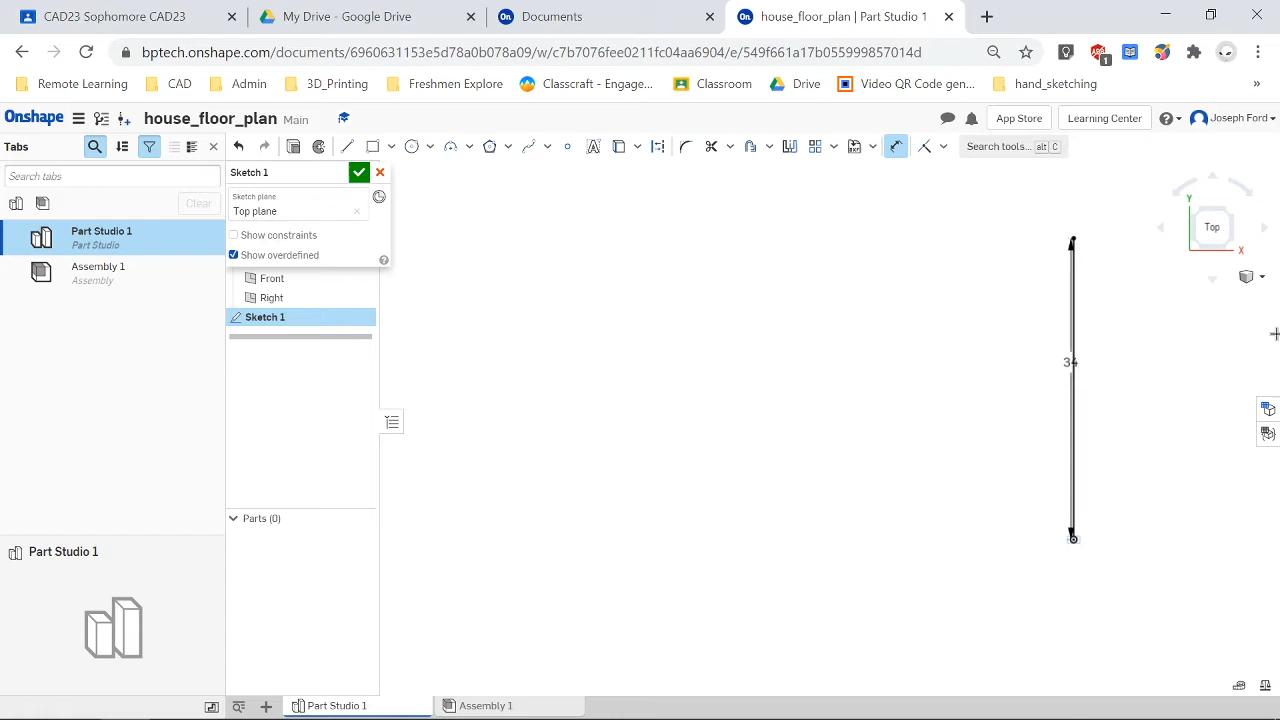 CAD23 Sophomore CAD23
My Drive - Google Drive
Documents
house_floor_plan | Part Studio 1
bptech.onshape.com/documents/6960631153e5d78a0b078a09/w/c7b7076fee0211fc04aa6904/e/549f661a17b055999857014d
1
Remote Learning
CAD
Admin
3D_Printing
Freshmen Explore
Classcraft - Engage...
Classroom
Drive
Video QR Code gen...
hand_sketching
»
Onshape
house_floor_plan Main
App Store
Learning Center
Joseph Ford
Tabs
Search tools... alt C
Search tabs
Clear
Part Studio 1
Part Studio
Assembly 1
Assembly
Sketch 1
Sketch plane
Top plane
Show constraints
Show overdefined
Front
Right
Sketch 1
Parts (0)
34
Y
Top
X
Part Studio 1
Part Studio 1
Assembly 1